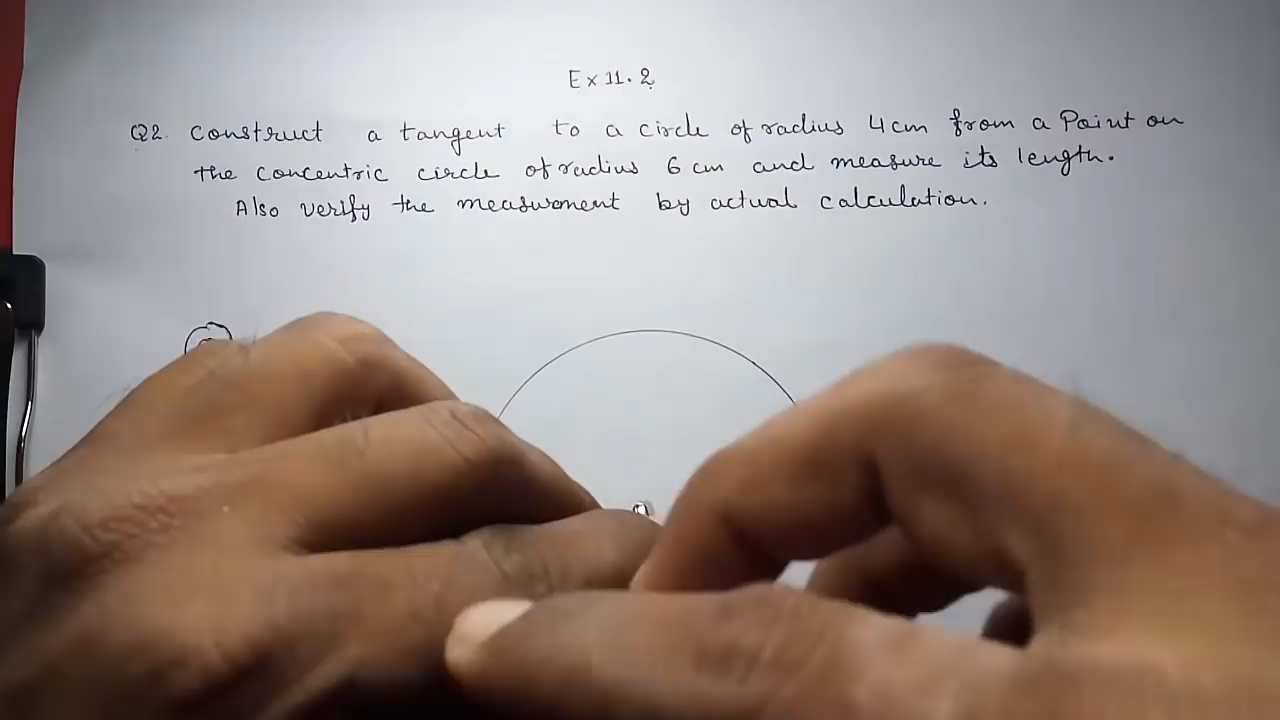 Ex 11.2
Q2. Construct a tangent to a circle of radius 4cm from a Point on
the concentric circle of radius 6 cm and measure its length.
Also verify the measurement by actual calculation.